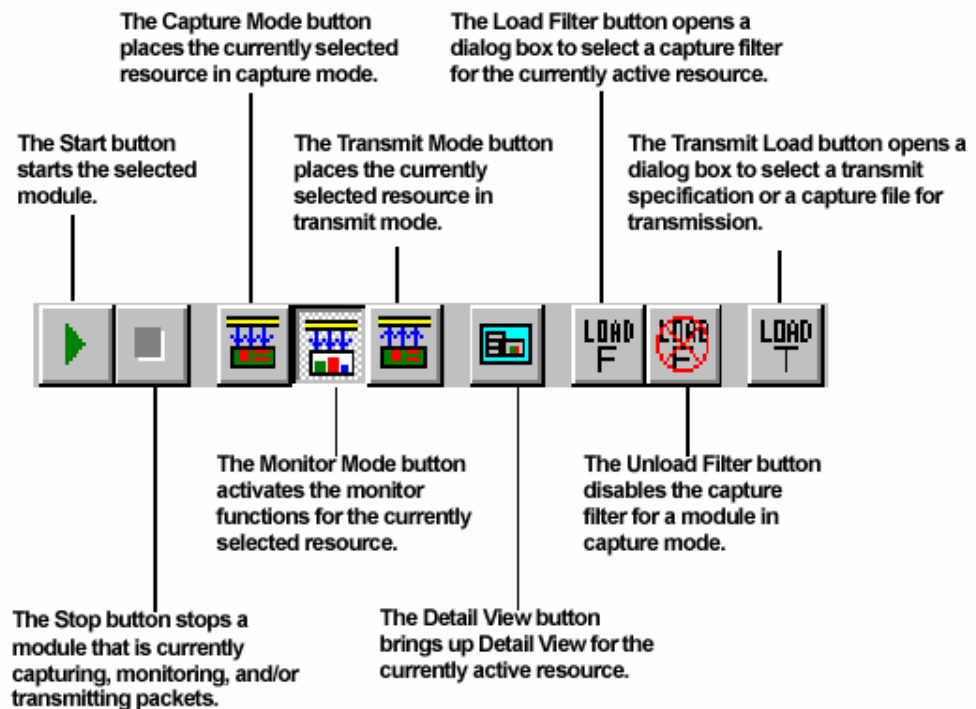 The Capture Mode button
places the currently selected
resource in capture mode.
The Load Filter button opens a
dialog box to select a capture filter
for the currently active resource.
The Start button
starts the selected
module.
The Transmit Mode button
places the currently
selected resource in
transmit mode.
The Transmit Load button opens a
dialog box to select a transmit
specification or a capture file for
transmission.
LOAD
F
LOAD
F
LOAD
T
The Monitor Mode button
activates the monitor
functions for the currently
selected resource.
The Unload Filter button
disables the capture
filter for a module in
capture mode.
The Stop button stops a
module that is currently
capturing, monitoring, and/or
transmitting packets.
The Detail View button
brings up Detail View for the
currently active resource.